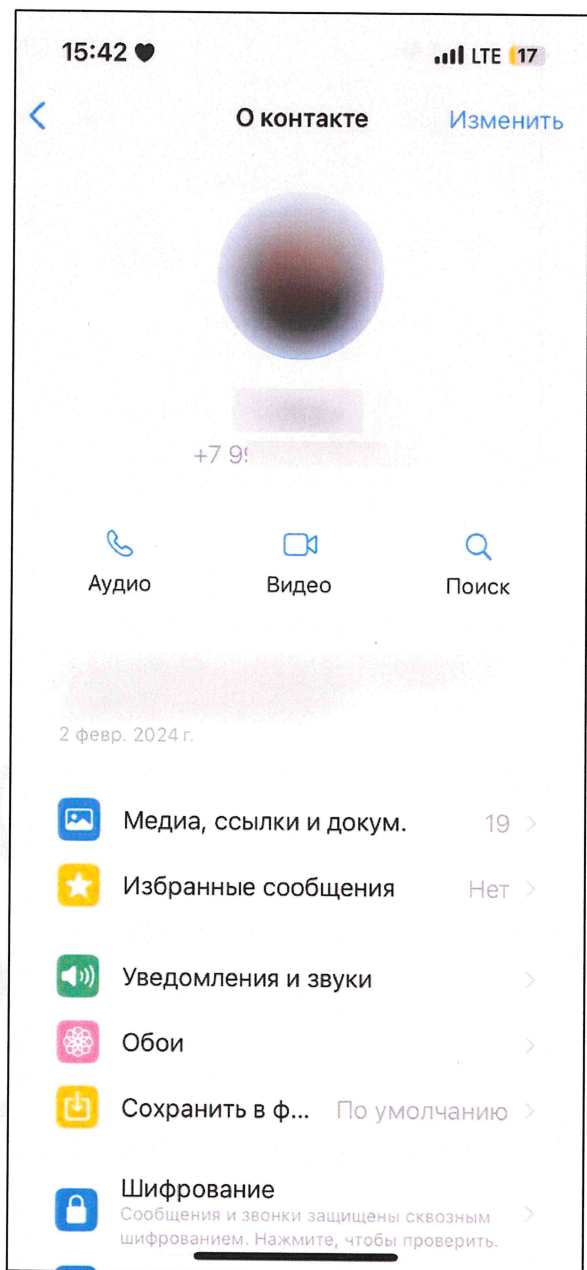 15:42
LTE 17
О контакте
Изменить
+7 9
Аудио
Видео
Поиск
2 февр. 2024 г.
Медиа, ссылки и докум.
19
Избранные сообщения
Нет
Уведомления и звуки
Обои
Сохранить в ф...
По умолчанию
Шифрование
Сообщения и звонки защищены сквозным
шифрованием. Нажмите, чтобы проверить.